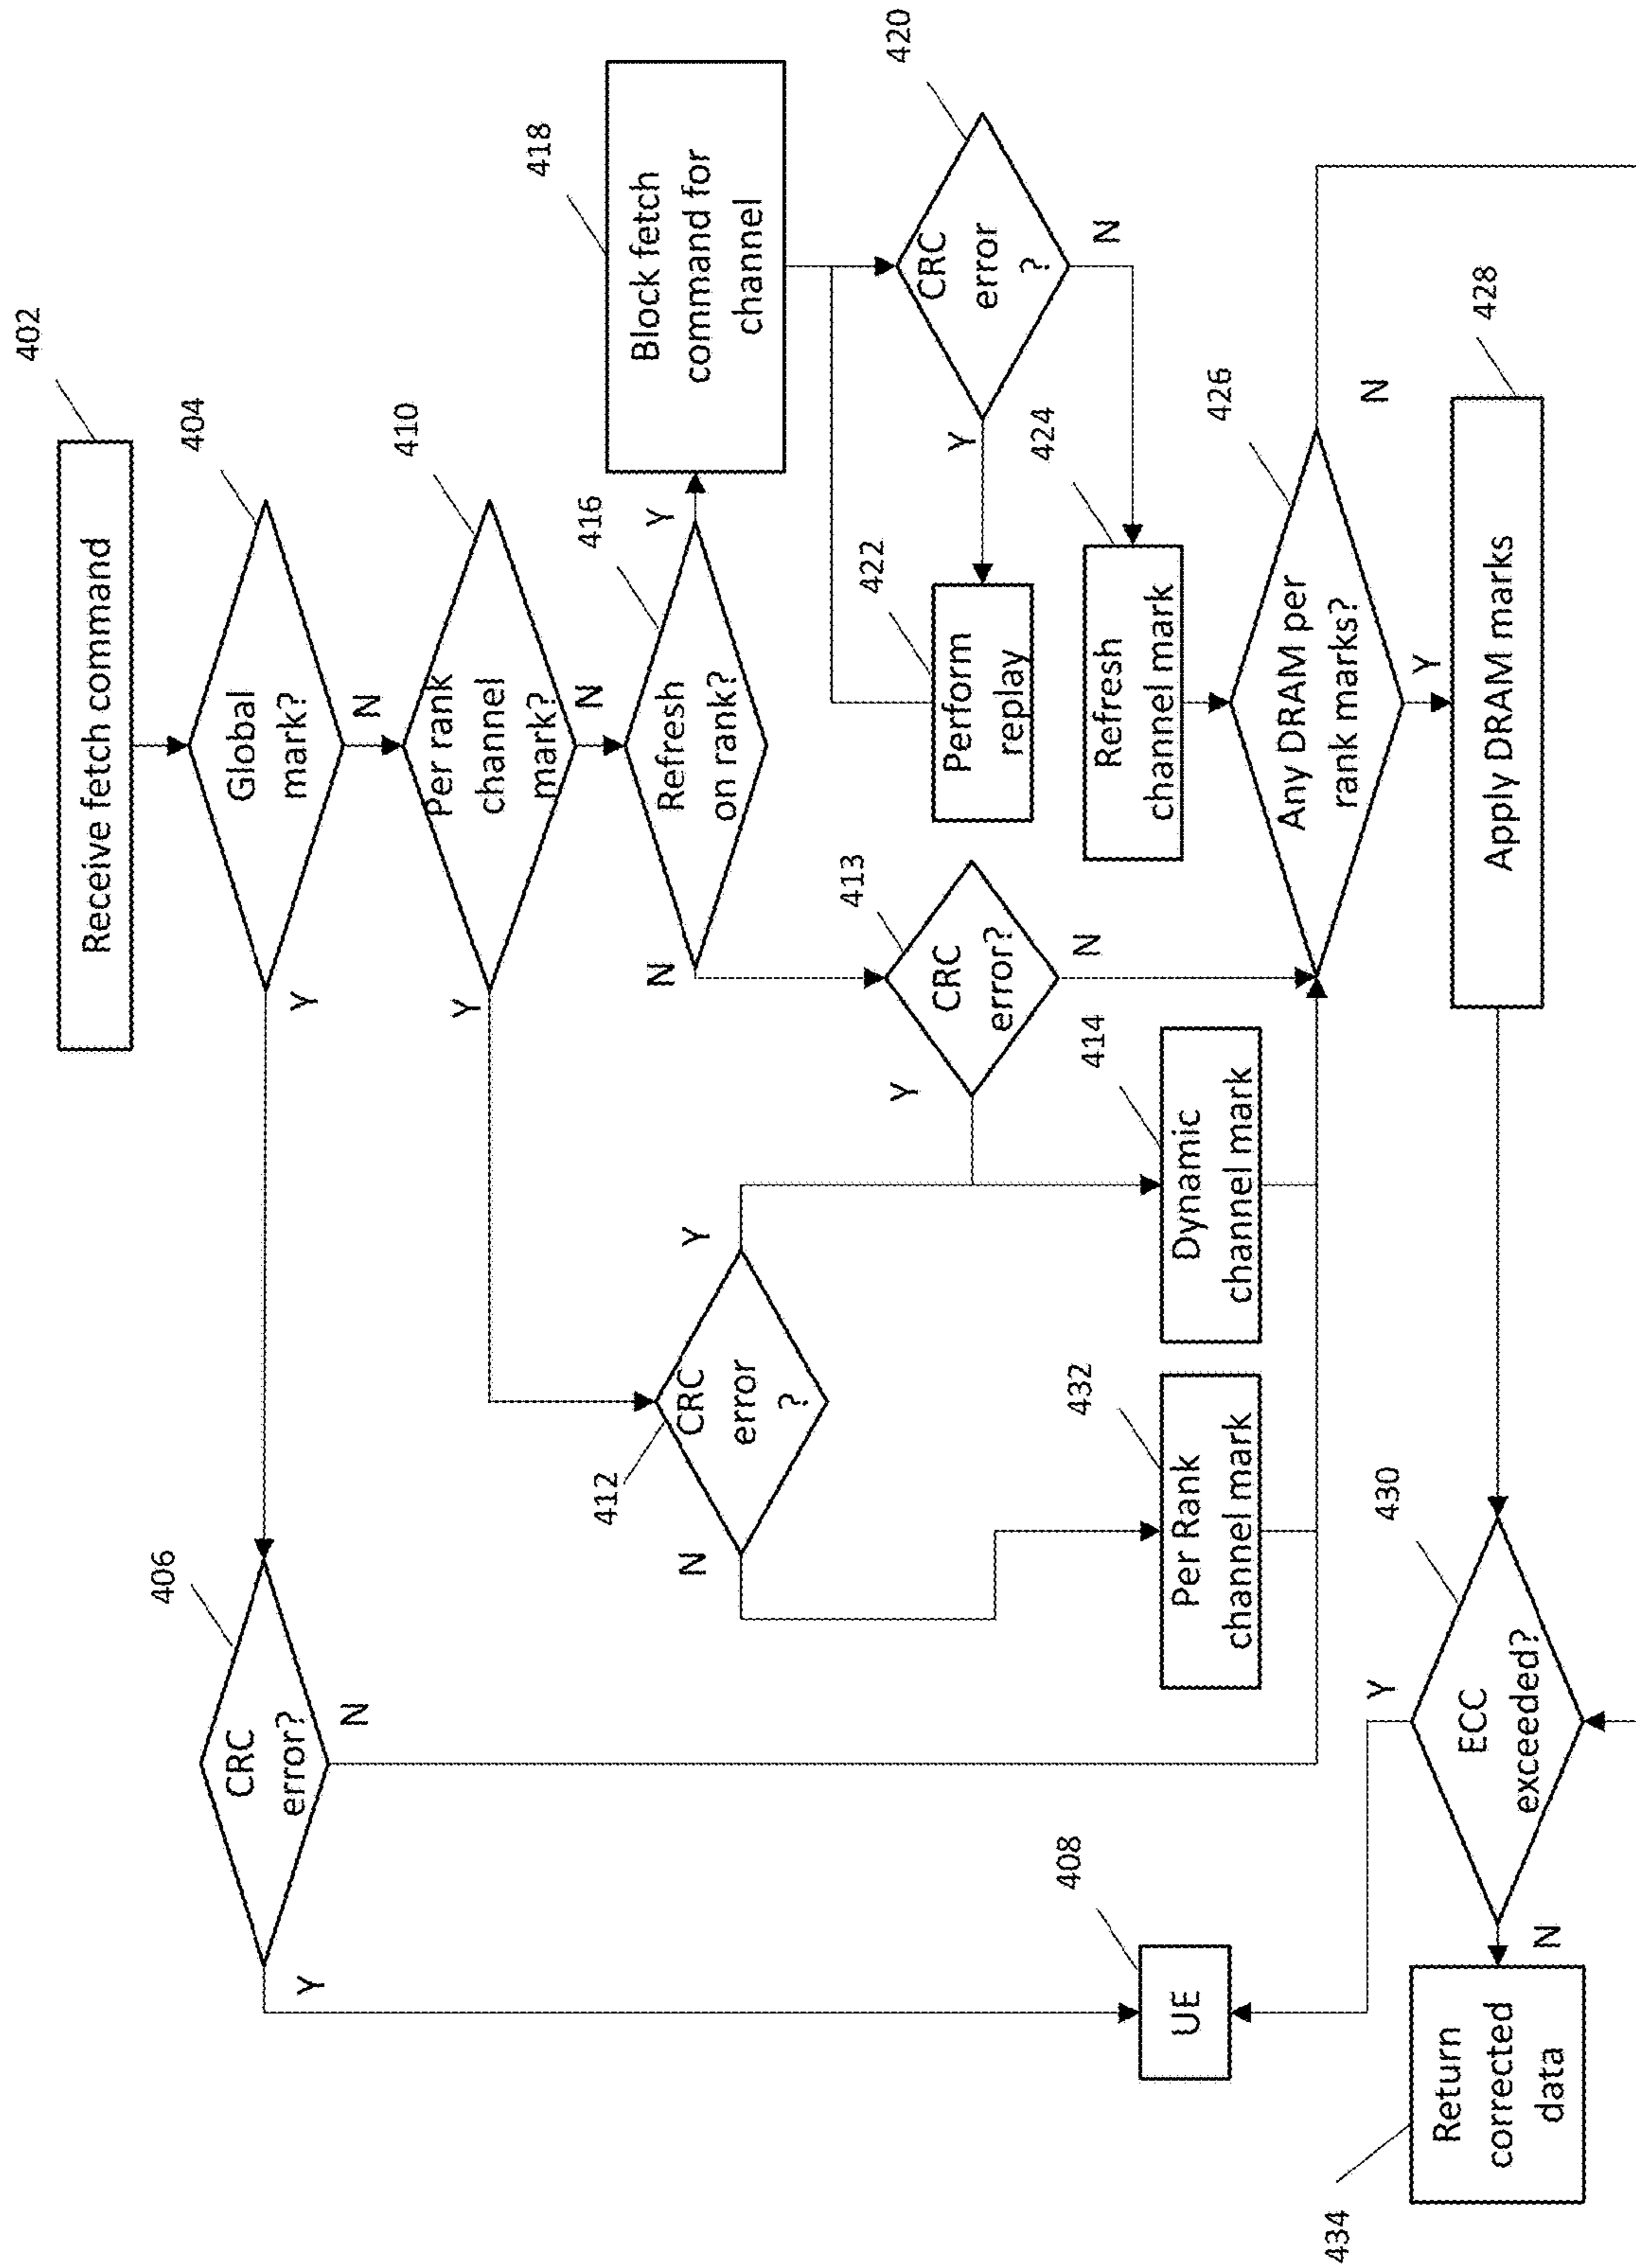 402
Receive fetch command
404
Global
mark?
Y
N
406
CRC
error?
Y
N
410
Per rank
channel
mark?
Y
N
416
Refresh
on rank?
Y
N
418
Block fetch
command for
channel
420
CRC
error
?
Y
N
422
Perform
replay
424
Refresh
channel mark
412
CRC
error
?
Y
N
413
CRC
error?
Y
N
414
Dynamic
channel mark
432
Per Rank
channel mark
426
Any DRAM per
rank marks?
N
Y
428
Apply DRAM marks
430
ECC
exceeded?
Y
N
408
UE
434
Return
corrected
data